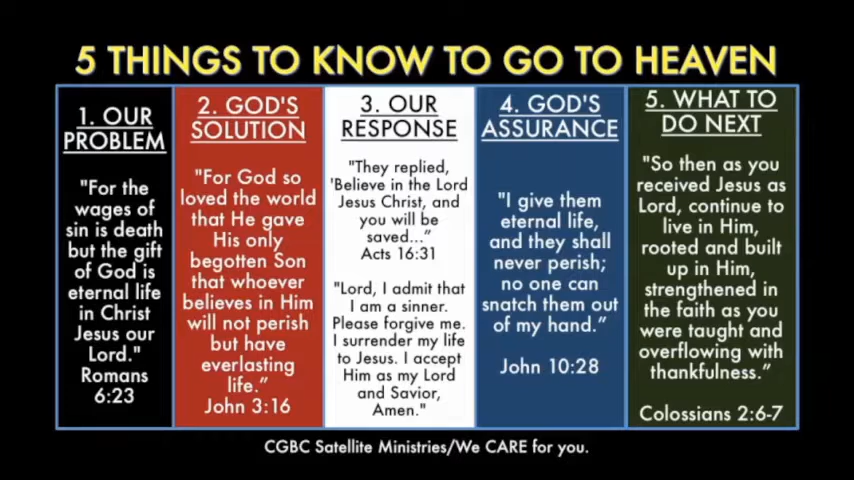 5 THINGS TO KNOW TO GO TO HEAVEN
1. OUR
PROBLEM
"For the
wages of
sin is death
but the gift
of God is
eternal life
in Christ
Jesus our
Lord."
Romans
6:23
2. GOD'S
SOLUTION
"For God so
loved the world
that He gave
His only
begotten Son
that whoever
believes in Him
will not perish
but have
everlasting
life.”
John 3:16
3. OUR
RESPONSE
"They replied,
'Believe in the Lord
Jesus Christ, and
you will be
saved...”
Acts 16:31
"Lord, I admit that
I am a sinner.
Please forgive me.
I surrender my life
to Jesus. I accept
Him as my Lord
and Savior,
Amen."
4. GOD'S
ASSURANCE
"I give them
eternal life,
and they shall
never perish;
no one can
snatch them out
of my hand.”
John 10:28
5. WHAT TO
DO NEXT
"So then as you
received Jesus as
Lord, continue to
live in Him,
rooted and built
up in Him,
strengthened in
the faith as you
were taught and
overflowing with
thankfulness.”
Colossians 2:6-7
CGBC Satellite Ministries/We CARE for you.